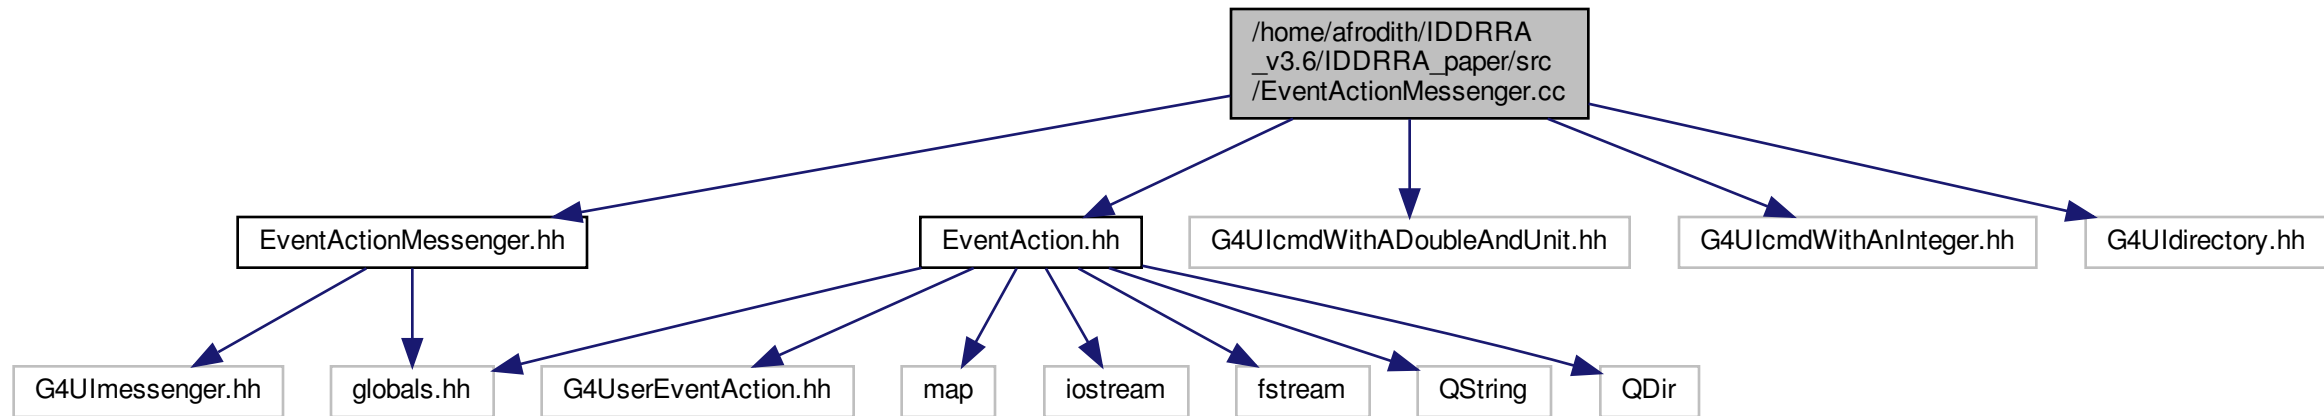 /home/afrodith/IDDRRA
_v3.6/IDDRRA_paper/src
/EventActionMessenger.cc
EventActionMessenger.hh
EventAction.hh
G4UIcmdWithADoubleAndUnit.hh
G4UIcmdWithAnInteger.hh
G4UIdirectory.hh
G4UImessenger.hh
globals.hh
G4UserEventAction.hh
map
iostream
fstream
QString
QDir